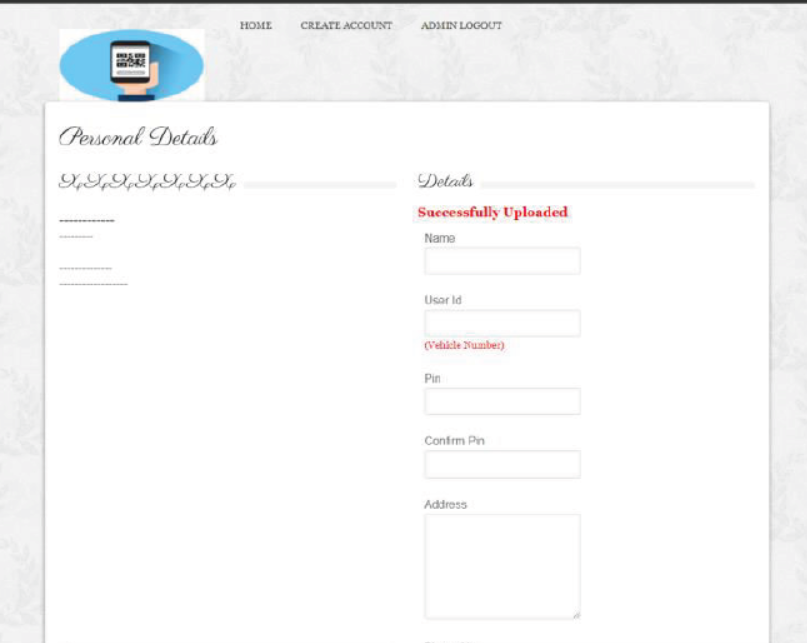 HOME CREATE ACCOUNT ADMIN LOGOUT
Personal Details
XxXxXxXxXxXx
-------------
---------
-------------
------------------
Details
Successfully Uploaded
Name
User Id
(Vehicle Number)
Pin
Confirm Pin
Address